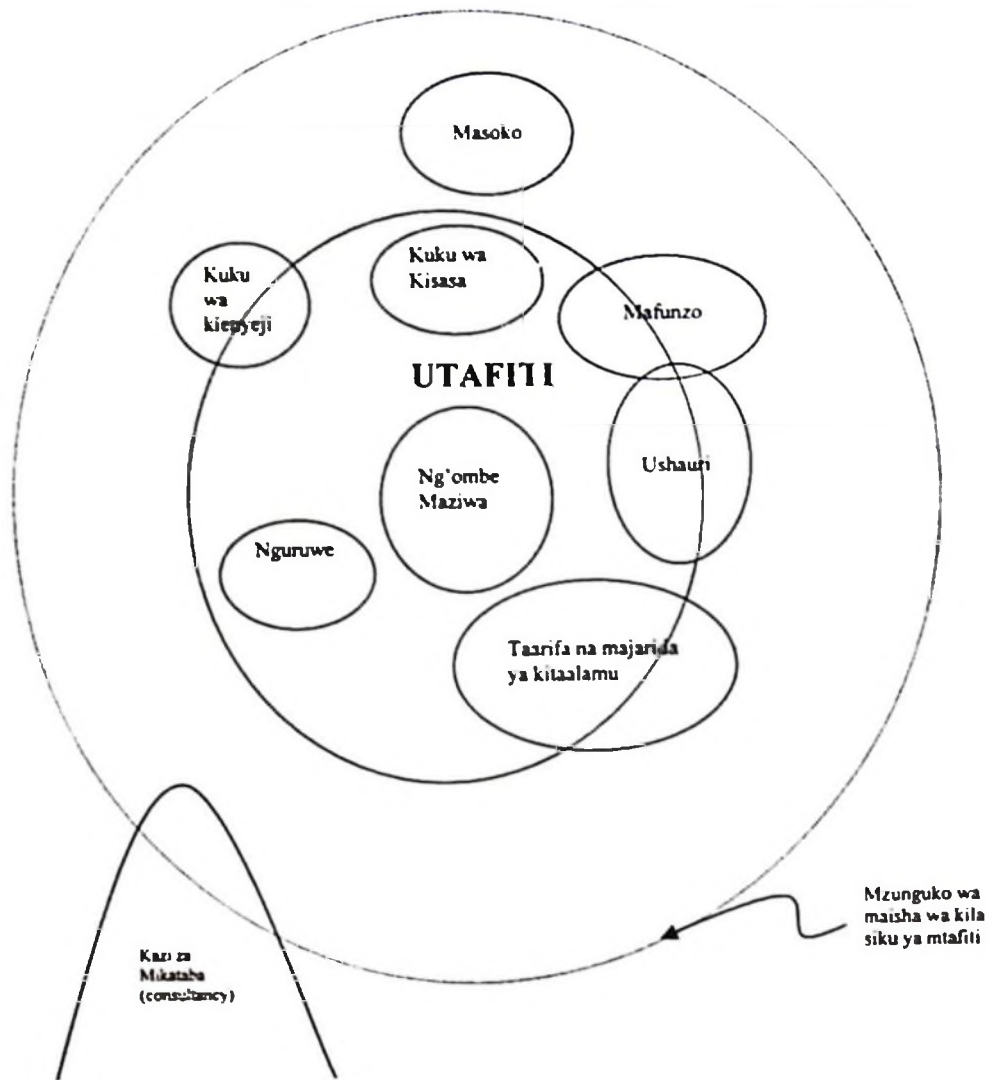 Masoko
Kuku wa
Kisasa
Kuku
wa
kienyeji
Mafunzo
UTAFITI
Ushauri
Ng'ombe
Maziwa
Nguruwe
Taarifa na majarida
ya kitaalamu
Mzunguko wa
maisha wa kila
siku ya mtafiti
Kazi za
Mikataba
(consultancy)